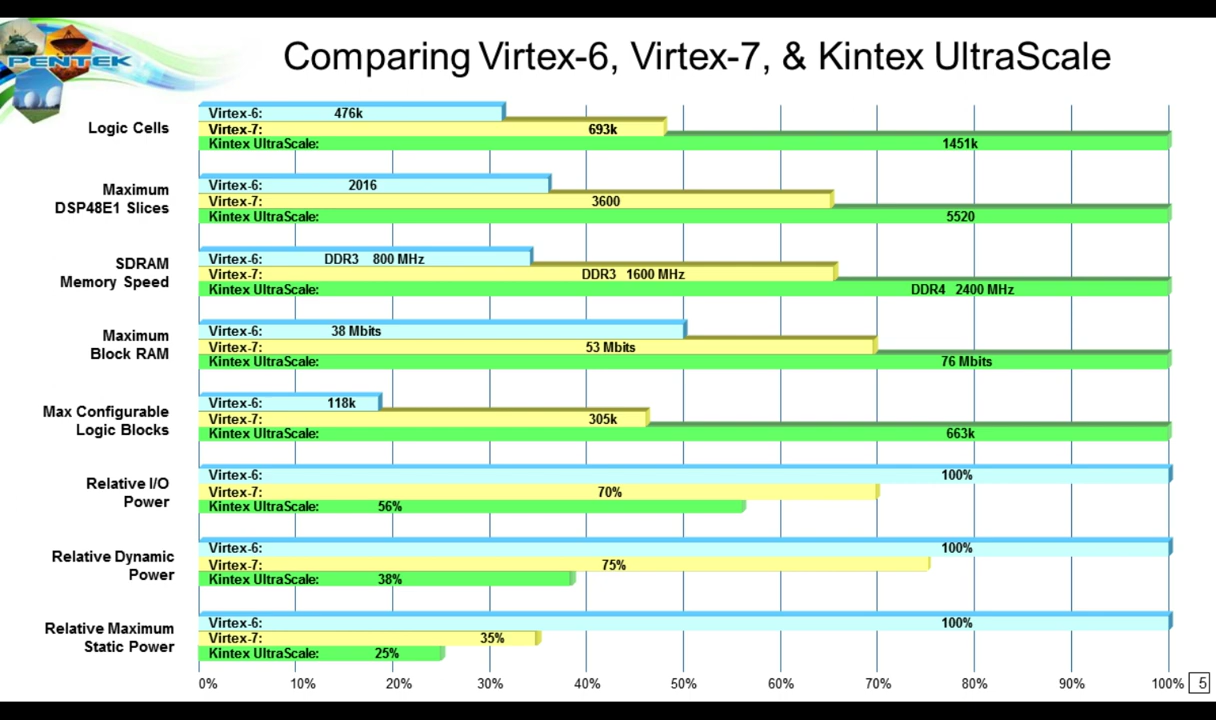 PENTEK
Comparing Virtex-6, Virtex-7, & Kintex UltraScale
Logic Cells
Virtex-6: 476k
Virtex-7: 693k
Kintex UltraScale: 1451k
Maximum
DSP48E1 Slices
Virtex-6: 2016
Virtex-7: 3600
Kintex UltraScale: 5520
SDRAM
Memory Speed
Virtex-6: DDR3 800 MHz
Virtex-7: DDR3 1600 MHz
Kintex UltraScale: DDR4 2400 MHz
Maximum
Block RAM
Virtex-6: 38 Mbits
Virtex-7: 53 Mbits
Kintex UltraScale: 76 Mbits
Max Configurable
Logic Blocks
Virtex-6: 118k
Virtex-7: 305k
Kintex UltraScale: 663k
Relative I/O
Power
Virtex-6: 100%
Virtex-7: 70%
Kintex UltraScale: 56%
Relative Dynamic
Power
Virtex-6: 100%
Virtex-7: 75%
Kintex UltraScale: 38%
Relative Maximum
Static Power
Virtex-6: 100%
Virtex-7: 35%
Kintex UltraScale: 25%
0% 10% 20% 30% 40% 50% 60% 70% 80% 90% 100%
5